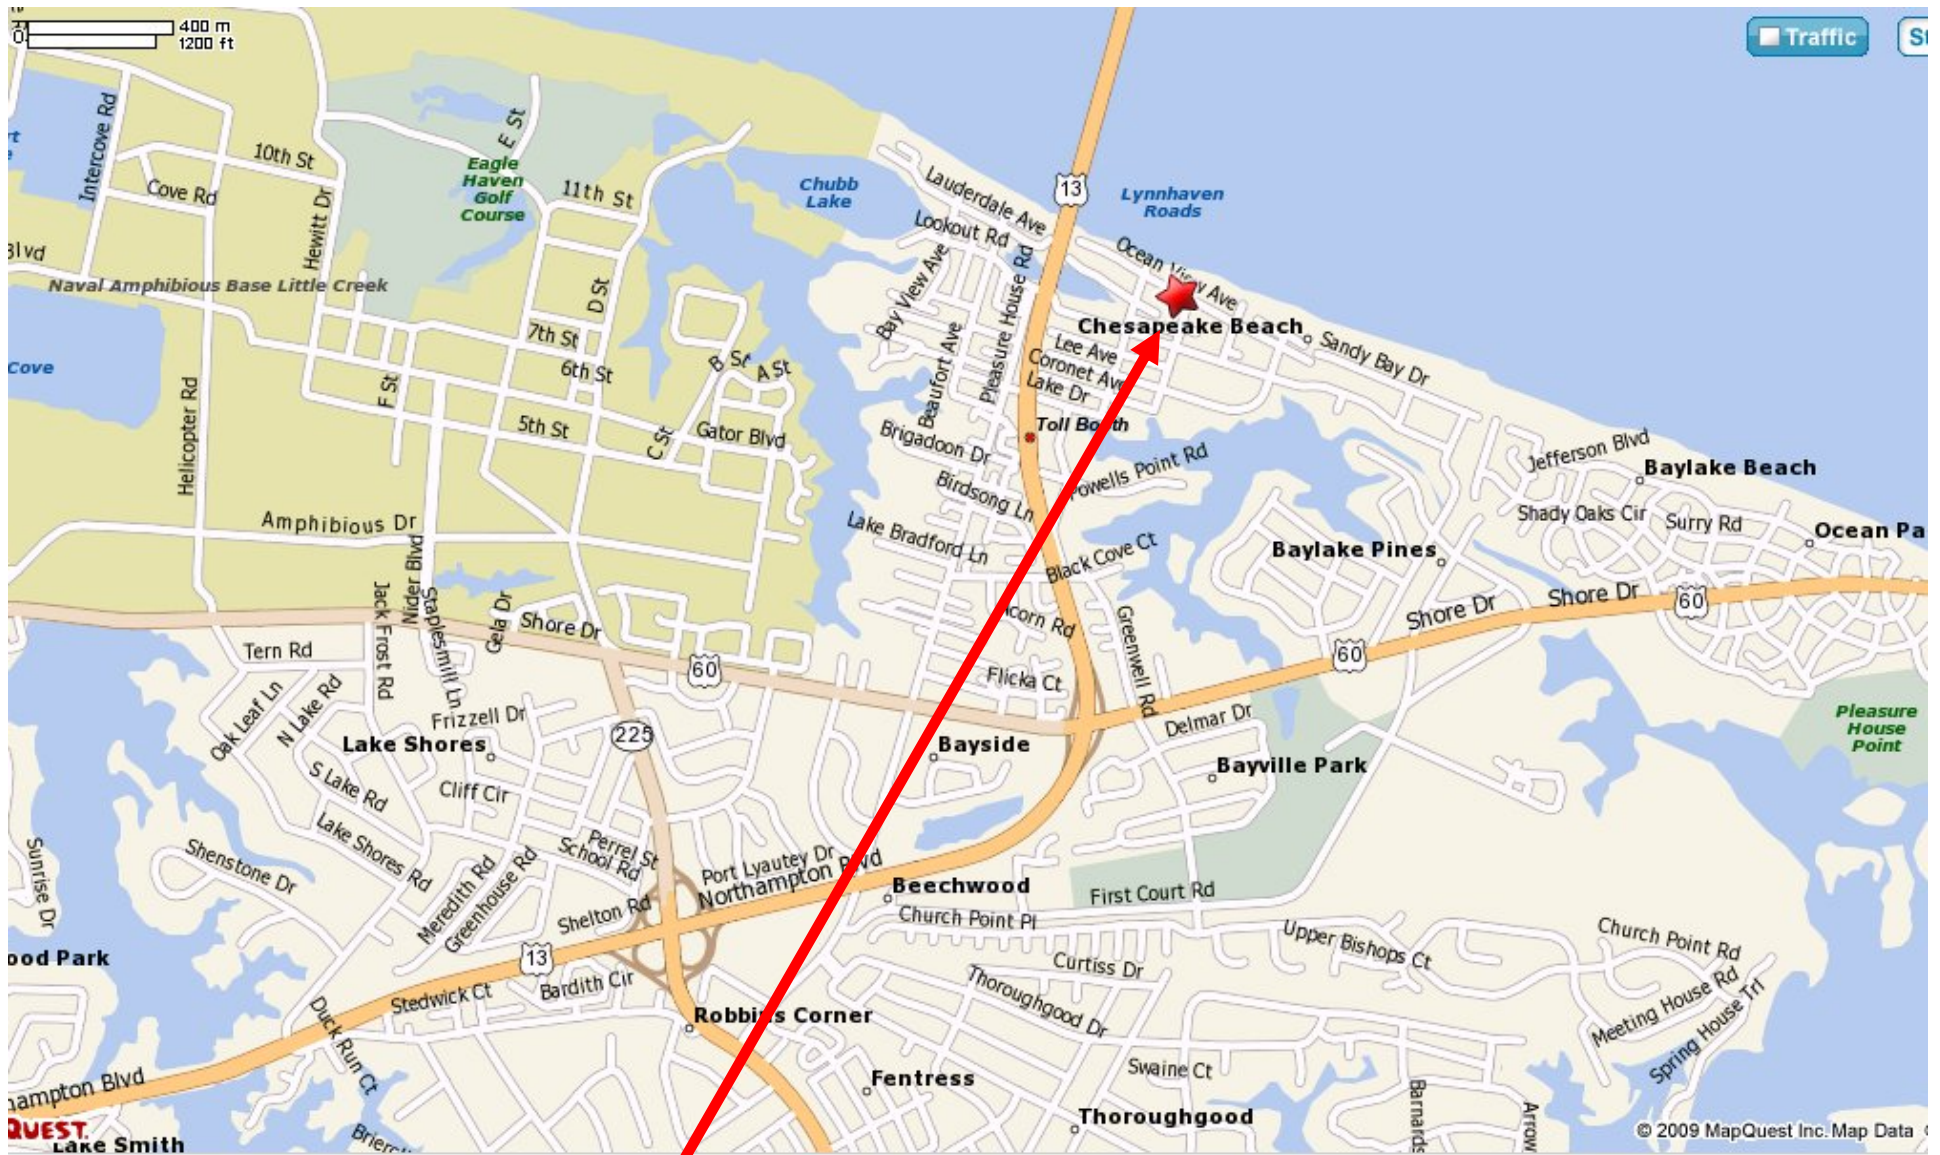 400 m
0
1200 ft
Traffic
St
Intercove Rd
10th St
Cove Rd
Hewitt Dr
E St
Eagle
Haven
Golf
Course
11th St
Chubb
Lake
Lauderdale Ave
Lookout Rd
13
Lynnhaven
Roads
Ocean View Ave
Blvd
Naval Amphibious Base Little Creek
D St
Bay View Ave
Pleasure House Rd
Chesapeake Beach
Sandy Bay Dr
Cove
7th St
6th St
B St
A St
Lee Ave
Coronet Ave
Lake Dr
Beaufort Ave
F St
Helicopter Rd
5th St
C St
Gator Blvd
Toll Booth
Brigadoon Dr
Powells Point Rd
Jefferson Blvd
Baylake Beach
Birdsong Ln
Shady Oaks Cir
Surry Rd
Ocean Pa
Amphibious Dr
Lake Bradford Ln
Black Cove Ct
Baylake Pines
Nider Blvd
Jack Frost Rd
Staplesmill Ln
Gela Dr
Shore Dr
Acorn Rd
Greenwell Rd
Shore Dr
Shore Dr
60
60
60
Tern Rd
Flicka Ct
Oak Leaf Ln
N Lake Rd
Frizzell Dr
225
Delmar Dr
Pleasure
House
Point
Lake Shores
Bayside
Bayville Park
S Lake Rd
Cliff Cir
Lake Shores Rd
Perrel St
School Rd
Port Lyautey Dr
Northampton Blvd
Sunrise Dr
Shenstone Dr
Meredith Rd
Greenhouse Rd
Shelton Rd
Beechwood
First Court Rd
Church Point Pl
Upper Bishops Ct
Church Point Rd
ood Park
13
Curtiss Dr
Bardith Cir
Stedwick Ct
Thoroughgood Dr
Meeting House Rd
Spring House Trl
Duck Run Ct
Robbins Corner
Swaine Ct
Fentress
hampton Blvd
Thoroughgood
Barnards
Arrow
QUEST.
Lake Smith
© 2009 MapQuest Inc. Map Data